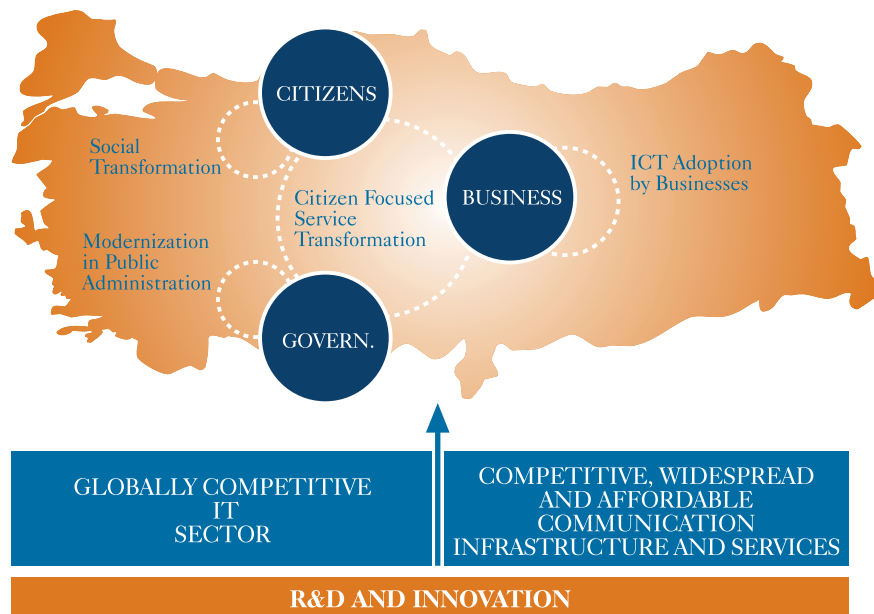 CITIZENS
Social
Transformation
ICT Adoption
by Businesses
BUSINESS
Citizen Focused
Service
Transformation
Modernization
in Public
Administration
GOVERN.
GLOBALLY COMPETITIVE
IT
SECTOR
COMPETITIVE, WIDESPREAD
AND AFFORDABLE
COMMUNICATION
INFRASTRUCTURE AND SERVICES
R&D AND INNOVATION